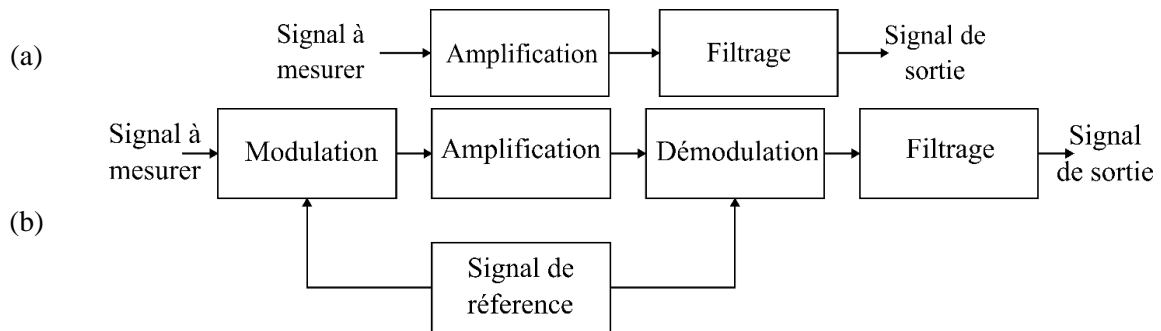 (a)
Signal à
mesurer
Amplification
Filtrage
Signal de
sortie
Signal à
mesurer
Modulation
Amplification
Démodulation
Filtrage
Signal
de sortie
(b)
Signal de
réference